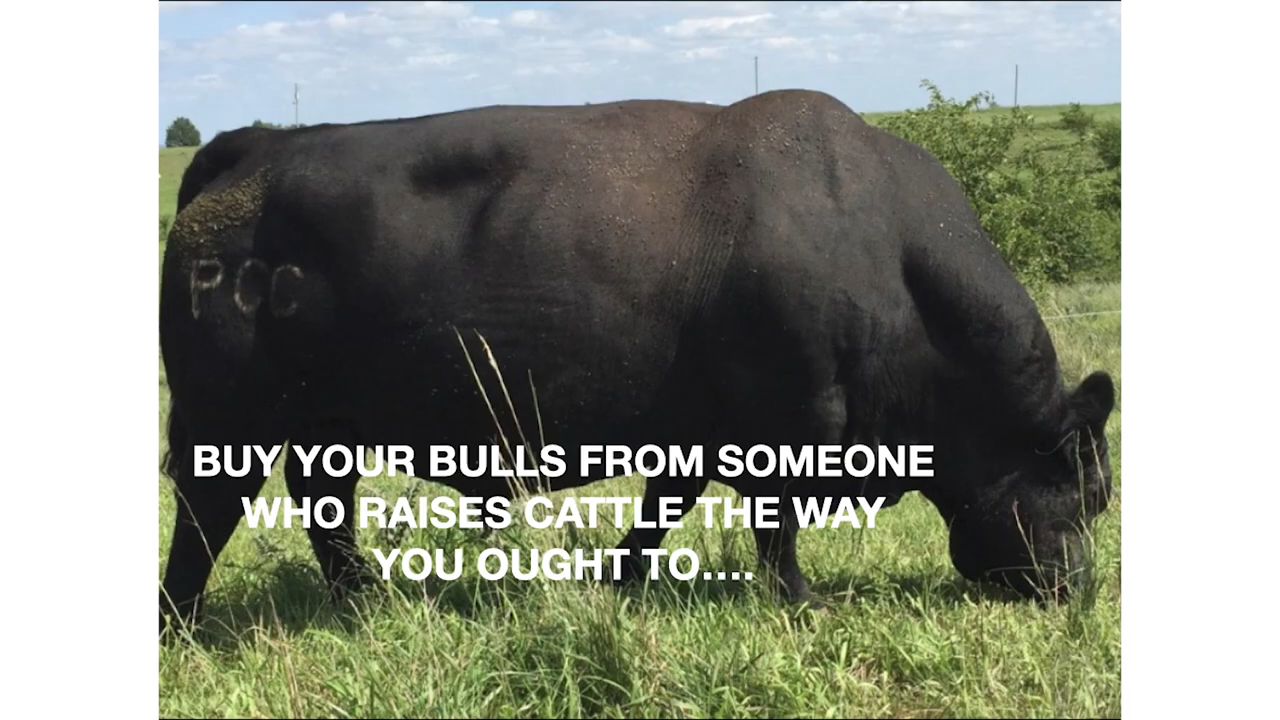 PCC
BUY YOUR BULLS FROM SOMEONE
WHO RAISES CATTLE THE WAY
YOU OUGHT TO....